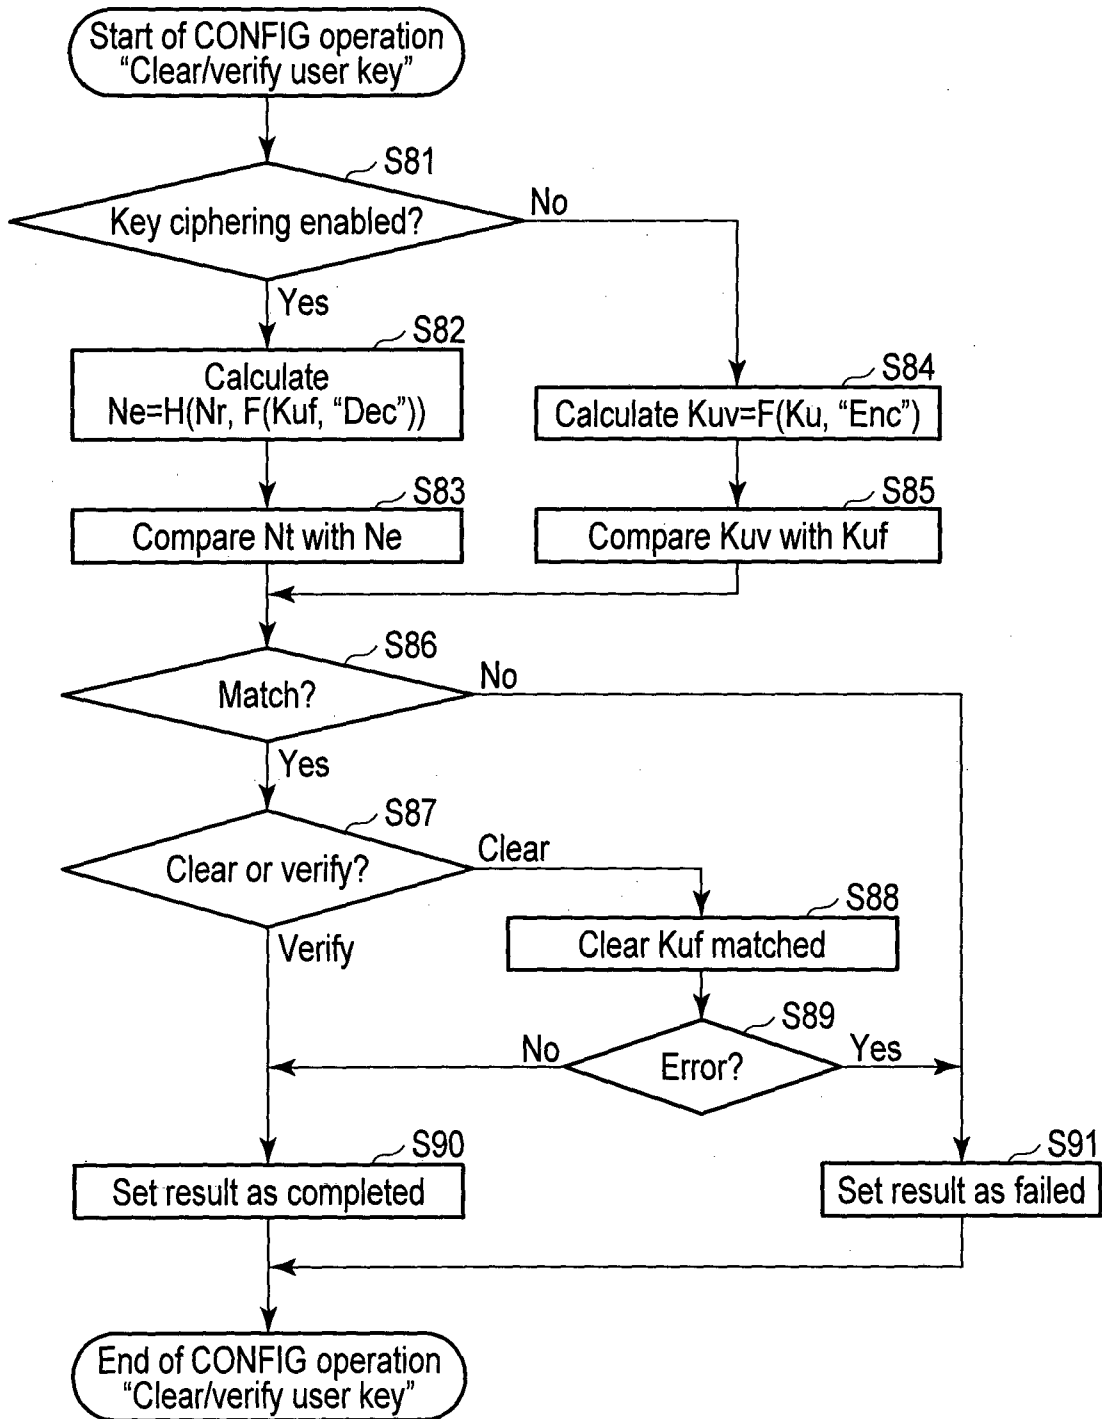 Start of CONFIG operation
“Clear/verify user key”
S81
Key ciphering enabled?
No
Yes
S82
Calculate
Ne=H(Nr, F(Kuf, “Dec”))
S84
Calculate Kuv=F(Ku, “Enc”)
S83
Compare Nt with Ne
S85
Compare Kuv with Kuf
S86
Match?
No
Yes
S87
Clear or verify?
Clear
Verify
S88
Clear Kuf matched
S89
Error?
No
Yes
S90
Set result as completed
S91
Set result as failed
End of CONFIG operation
“Clear/verify user key”